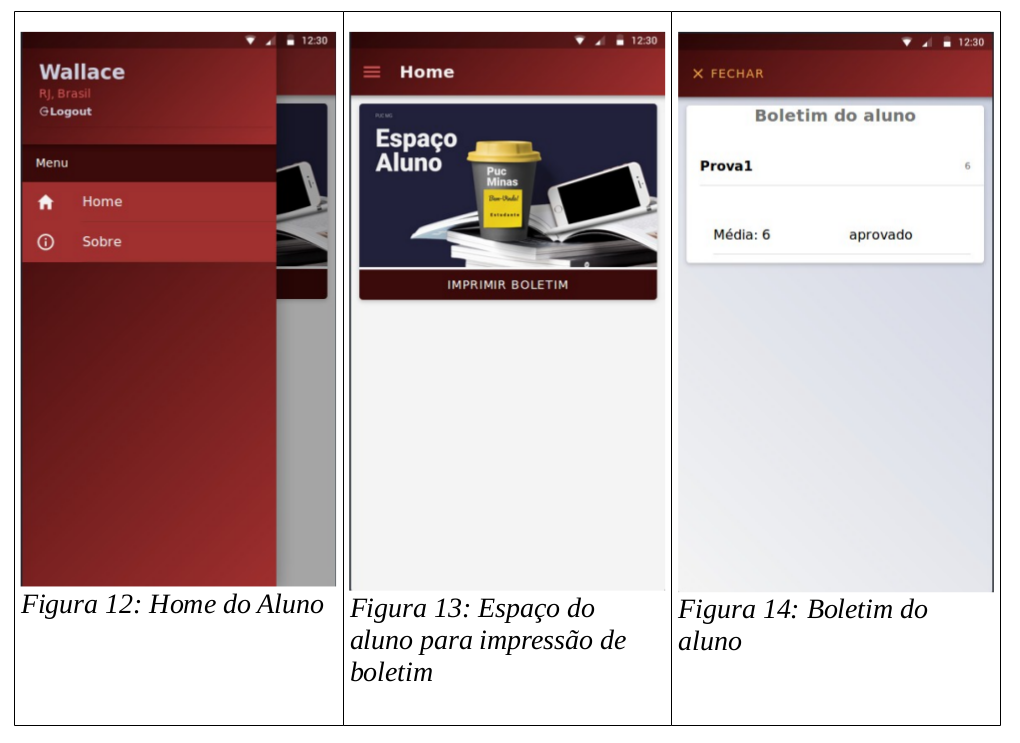 12:30
Wallace
RJ, Brasil
Logout
Menu
Home
Sobre
Figura 12: Home do Aluno
12:30
Home
PUC MG
Espaço
Aluno
Puc
Minas
Bem-Vindo!
Estudante
IMPRIMIR BOLETIM
Figura 13: Espaço do
aluno para impressão de
boletim
12:30
FECHAR
Boletim do aluno
Prova1 6
Média: 6 aprovado
Figura 14: Boletim do
aluno